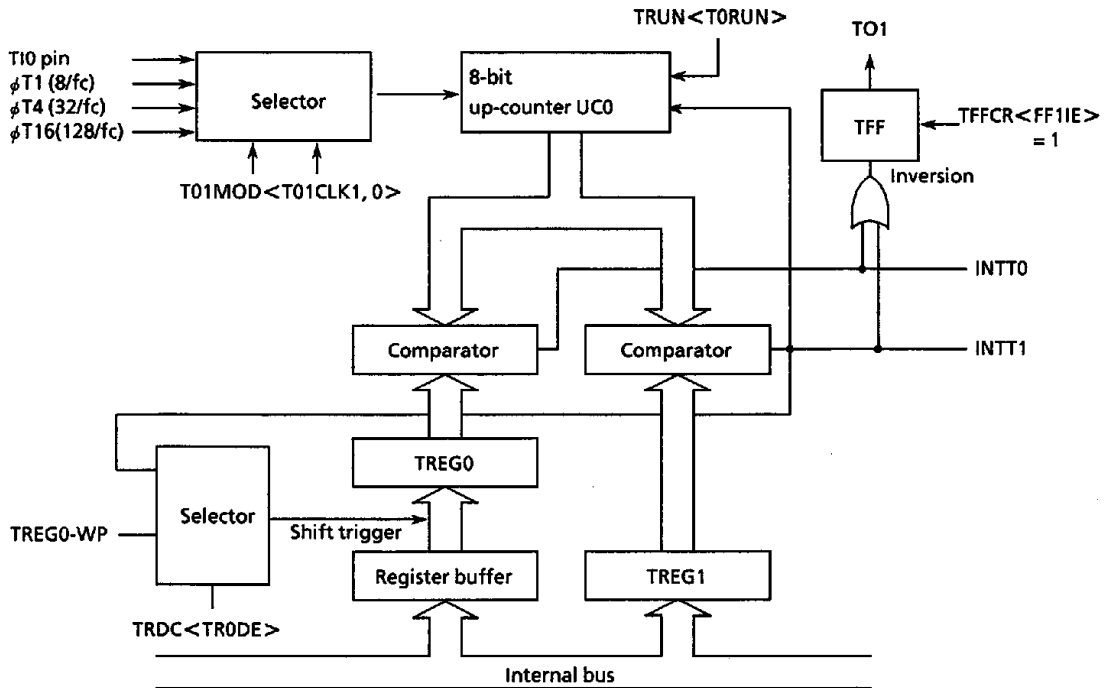 TRUN<T0RUN>
TO1
TI0 pin
ϕT1 (8/fc)
ϕT4 (32/fc)
ϕT16(128/fc)
Selector
8-bit
up-counter UC0
TFF
TFFCR<FF1IE>
= 1
T01MOD<T01CLK1, 0>
Inversion
INTT0
Comparator
Comparator
INTT1
TREG0
Selector
TREG0-WP
Shift trigger
Register buffer
TREG1
TRDC<TR0DE>
Internal bus